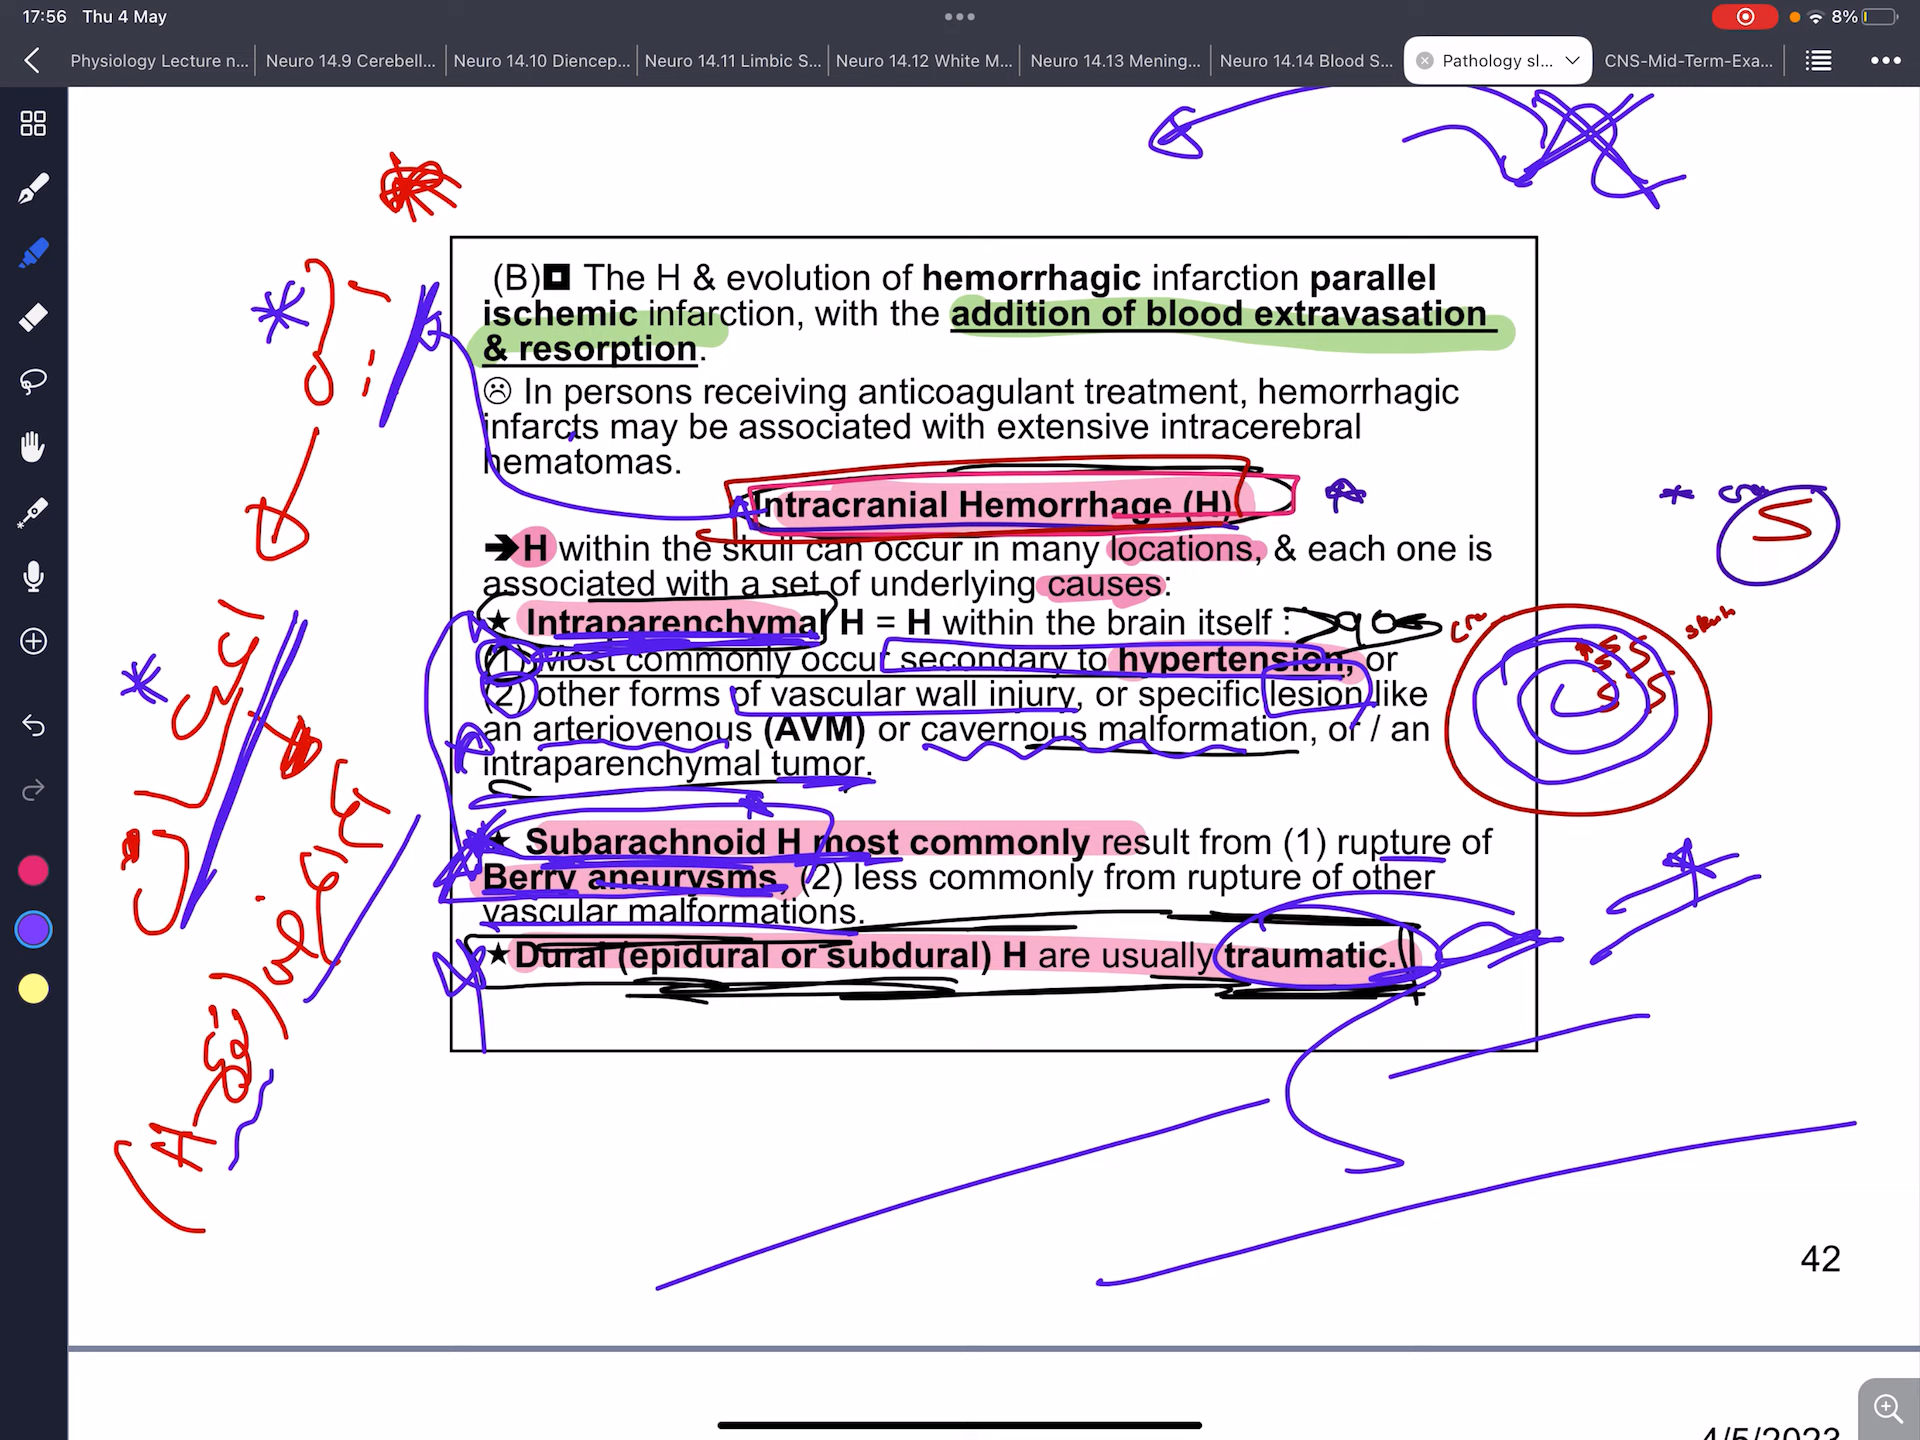 17:56 Thu 4 May
8%
Physiology Lecture n... Neuro 14.9 Cerebell... Neuro 14.10 Diencep... Neuro 14.11 Limbic S... Neuro 14.12 White M... Neuro 14.13 Mening... Neuro 14.14 Blood S... Pathology sl... CNS-Mid-Term-Exa...
(B) The H & evolution of hemorrhagic infarction parallel
ischemic infarction, with the addition of blood extravasation
& resorption.
☹ In persons receiving anticoagulant treatment, hemorrhagic
infarcts may be associated with extensive intracerebral
hematomas.
Intracranial Hemorrhage (H)
➔H within the skull can occur in many locations, & each one is
associated with a set of underlying causes:
★ Intraparenchymal H = H within the brain itself :
(1) Most commonly occur secondary to hypertension, or
(2) other forms of vascular wall injury, or specific lesion like
an arteriovenous (AVM) or cavernous malformation, or / an
intraparenchymal tumor.
★ Subarachnoid H most commonly result from (1) rupture of
Berry aneurysms, (2) less commonly from rupture of other
vascular malformations.
★Dural (epidural or subdural) H are usually traumatic.
42
4/5/2023